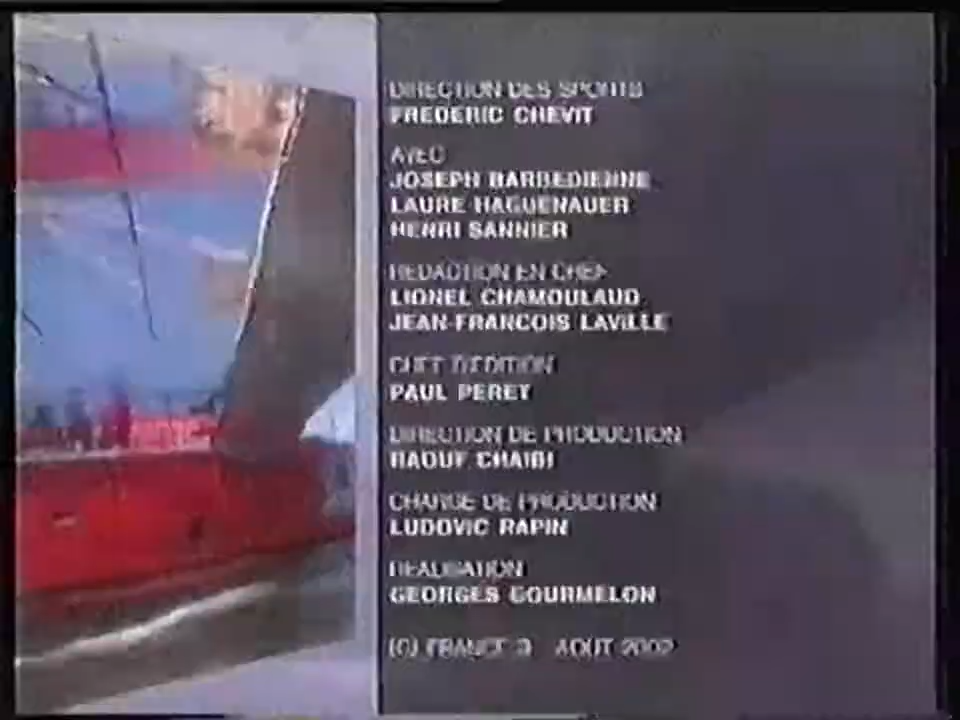 DIRECTION DES SPORTS
FREDERIC CHEVIT
AVEC
JOSEPH BARBEDIENNE
LAURE HAGUENAUER
HENRI SANNIER
REDACTION EN CHEF
LIONEL CHAMOULAUD
JEAN-FRANCOIS LAVILLE
CHEF D'EDITION
PAUL PERET
DIRECTION DE PRODUCTION
RAOUF CHAIBI
CHARGE DE PRODUCTION
LUDOVIC RAPIN
REALISATION
GEORGES GOURMELON
(C) FRANCE 3 AOUT 2002